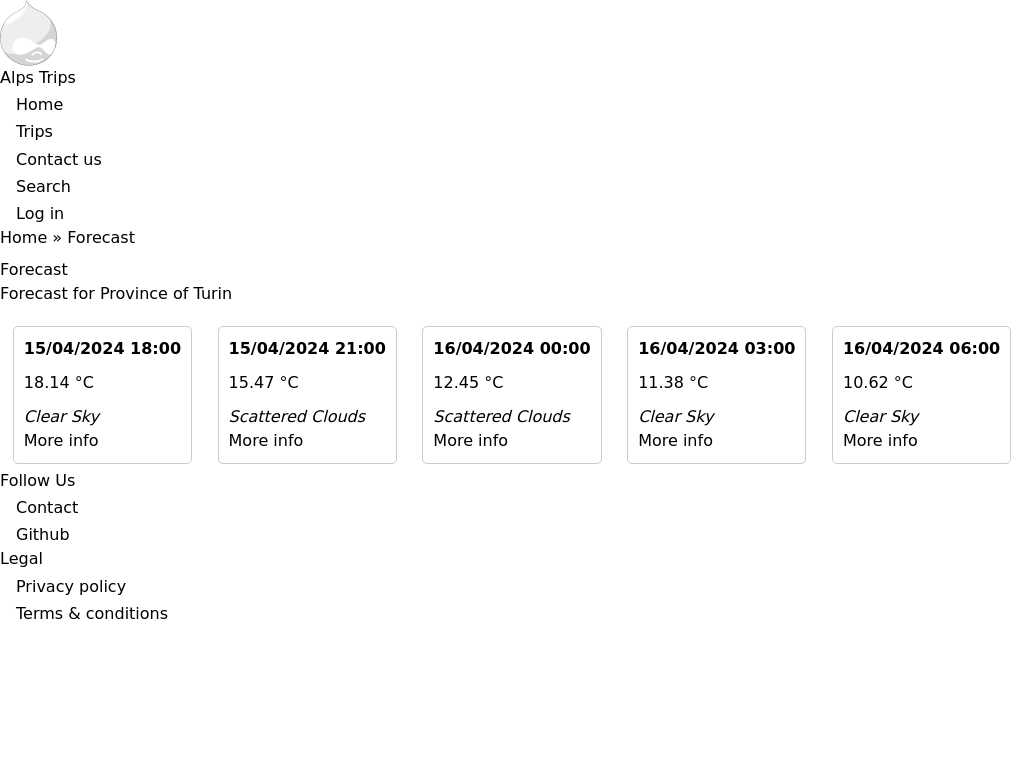 Alps Trips
Home
Trips
Contact us
Search
Log in
Home » Forecast
Forecast
Forecast for Province of Turin
15/04/2024 18:00
18.14 °C
Clear Sky
More info
15/04/2024 21:00
15.47 °C
Scattered Clouds
More info
16/04/2024 00:00
12.45 °C
Scattered Clouds
More info
16/04/2024 03:00
11.38 °C
Clear Sky
More info
16/04/2024 06:00
10.62 °C
Clear Sky
More info
Follow Us
Contact
Github
Legal
Privacy policy
Terms & conditions